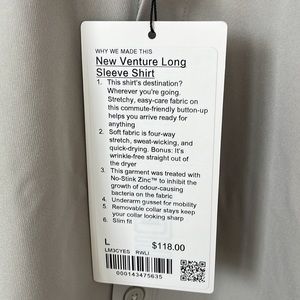 WHY WE MADE THIS
New Venture Long
Sleeve Shirt
1. This shirt's destination?
Wherever you're going.
Stretchy, easy-care fabric on
this commute-friendly button-up
helps you arrive ready for
anything
2. Soft fabric is four-way
stretch, sweat-wicking, and
quick-drying. Bonus: It's
wrinkle-free straight out of
the dryer
3. This garment was treated with
No-Stink Zinc™ to inhibit the
growth of odour-causing
bacteria on the fabric
4. Underarm gusset for mobility
5. Removable collar stays keep
your collar looking sharp
6. Slim fit
L $118.00
LM3CYES RWLI
000143475635